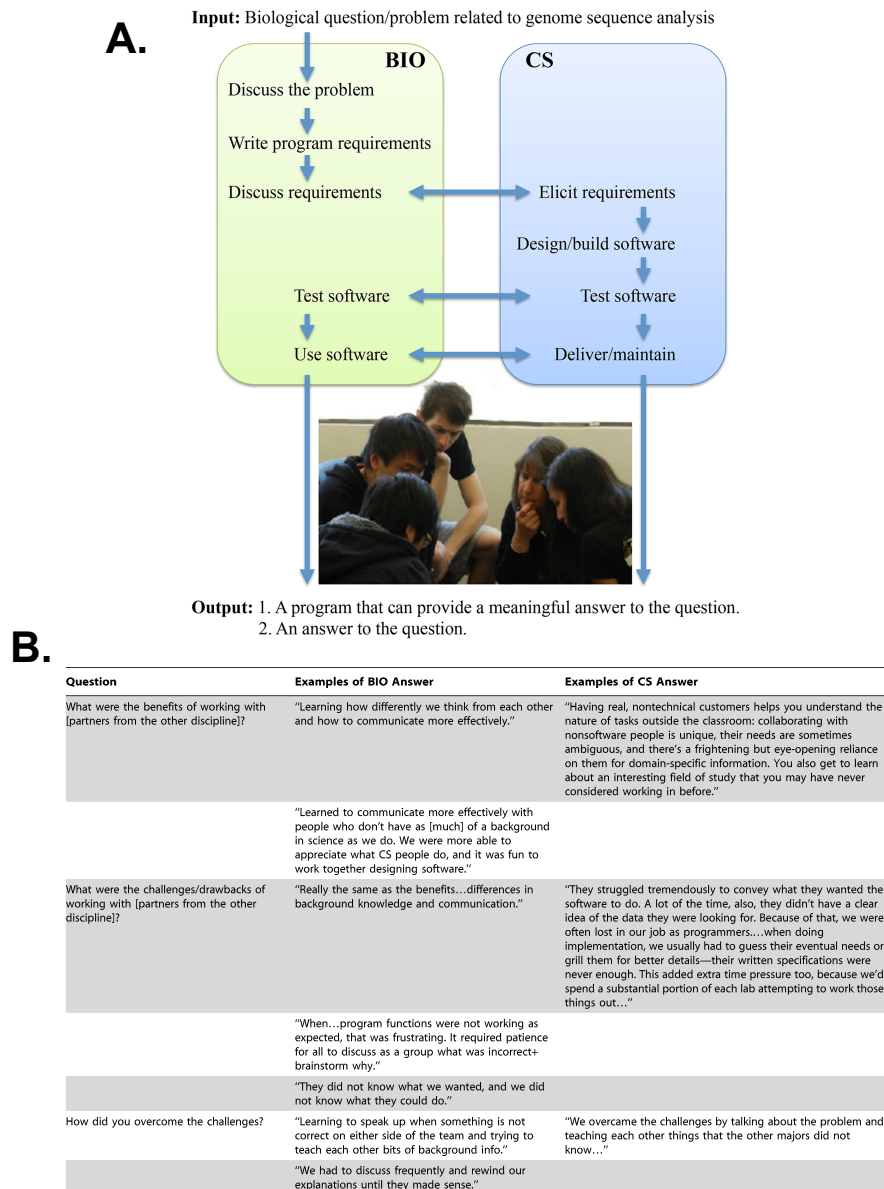 A.
Input: Biological question/problem related to genome sequence analysis
BIO
Discuss the problem
Write program requirements
Discuss requirements
Test software
Use software
CS
Elicit requirements
Design/build software
Test software
Deliver/maintain
Output: 1. A program that can provide a meaningful answer to the question.
2. An answer to the question.
B.
Question
Examples of BIO Answer
Examples of CS Answer
What were the benefits of working with
[partners from the other discipline]?
“Learning how differently we think from each other
and how to communicate more effectively.”
“Having real, nontechnical customers helps you understand the
nature of tasks outside the classroom: collaborating with
nonsoftware people is unique, their needs are sometimes
ambiguous, and there’s a frightening but eye-opening reliance
on them for domain-specific information. You also get to learn
about an interesting field of study that you may have never
considered working in before.”
“Learned to communicate more effectively with
people who don’t have as [much] of a background
in science as we do. We were more able to
appreciate what CS people do, and it was fun to
work together designing software.”
What were the challenges/drawbacks of
working with [partners from the other
discipline]?
“Really the same as the benefits…differences in
background knowledge and communication.”
“They struggled tremendously to convey what they wanted the
software to do. A lot of the time, also, they didn’t have a clear
idea of the data they were looking for. Because of that, we were
often lost in our job as programmers.…when doing
implementation, we usually had to guess their eventual needs or
grill them for better details—their written specifications were
never enough. This added extra time pressure too, because we’d
spend a substantial portion of each lab attempting to work those
things out…”
“When…program functions were not working as
expected, that was frustrating. It required patience
for all to discuss as a group what was incorrect+
brainstorm why.”
“They did not know what we wanted, and we did
not know what they could do.”
How did you overcome the challenges?
“Learning to speak up when something is not
correct on either side of the team and trying to
teach each other bits of background info.”
“We overcame the challenges by talking about the problem and
teaching each other things that the other majors did not
know…”
“We had to discuss frequently and rewind our
explanations until they made sense.”